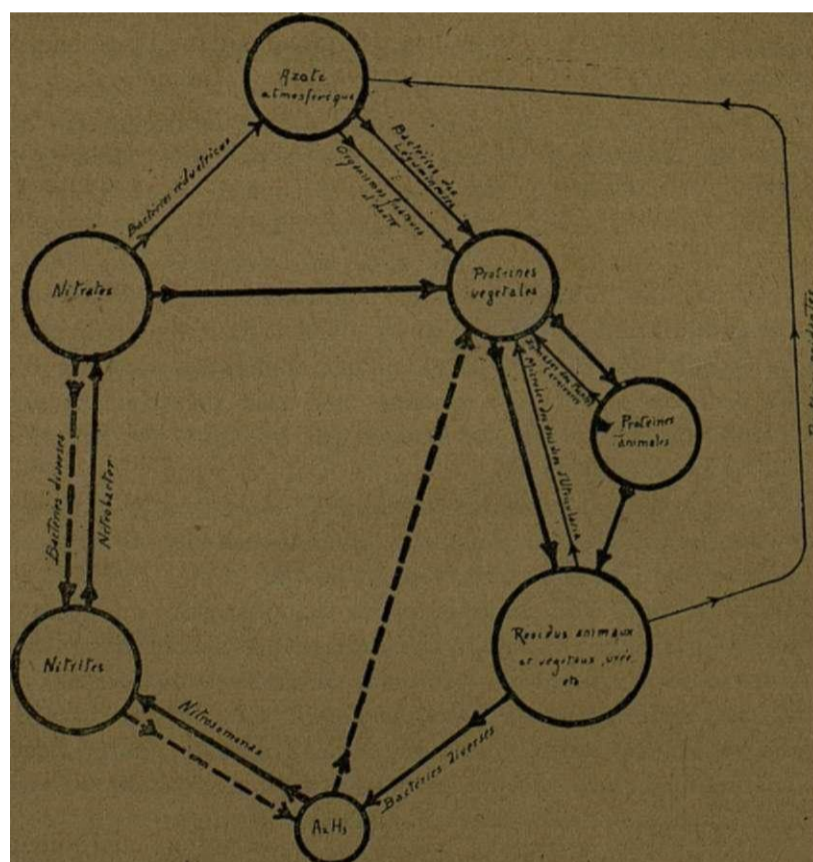 Azote
atmosferique
Bactéries réductrices
Bactéries des
Légumineuses
Organismes fixateurs
d'azote
Nitrates
Proteines
vegetales
Proteines
animales
Bactéries diverses
Nitrobacter
Nitrites
Residus animaux
et végétaux, urée,
etc
Nitrosomonas
Bactéries diverses
AzH3